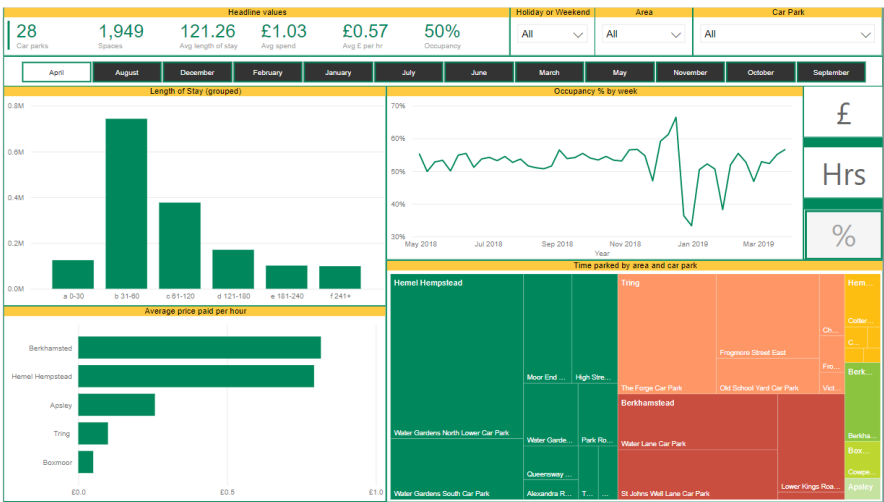 Headline values
Holiday or Weekend
Area
Car Park
28
1,949
121.26
£1.03
£0.57
50%
Car parks
Spaces
Avg length of stay
Avg spend
Avg £ per hr
Occupancy
All
All
All
April
August
December
February
January
July
June
March
May
November
October
September
Length of Stay (grouped)
0.8M
0.6M
0.4M
0.2M
0.0M
a 0-30
b 31-60
c 61-120
d 121-180
e 181-240
f 241+
Occupancy % by week
70%
60%
50%
40%
30%
May 2018
Jul 2018
Sep 2018
Nov 2018
Jan 2019
Mar 2019
Year
£
Hrs
%
Average price paid per hour
Berkhamsted
Hemel Hempstead
Apsley
Tring
Boxmoor
£0.0
£0.5
£1.0
Time parked by area and car park
Hemel Hempstead
Water Gardens North Lower Car Park
Water Gardens South Car Park
Moor End ...
High Stre...
Water Garde...
Park Ro...
Queensway ...
Alexandra R...
T...
...
Tring
The Forge Car Park
Frogmore Street East
Old School Yard Car Park
Ch...
Fro...
Vict...
Berkhamstead
Water Lane Car Park
St Johns Well Lane Car Park
Lower Kings Roa...
Hem...
Cotter...
C...
Berk...
Berkha...
Box...
Cowpe...
Apsley